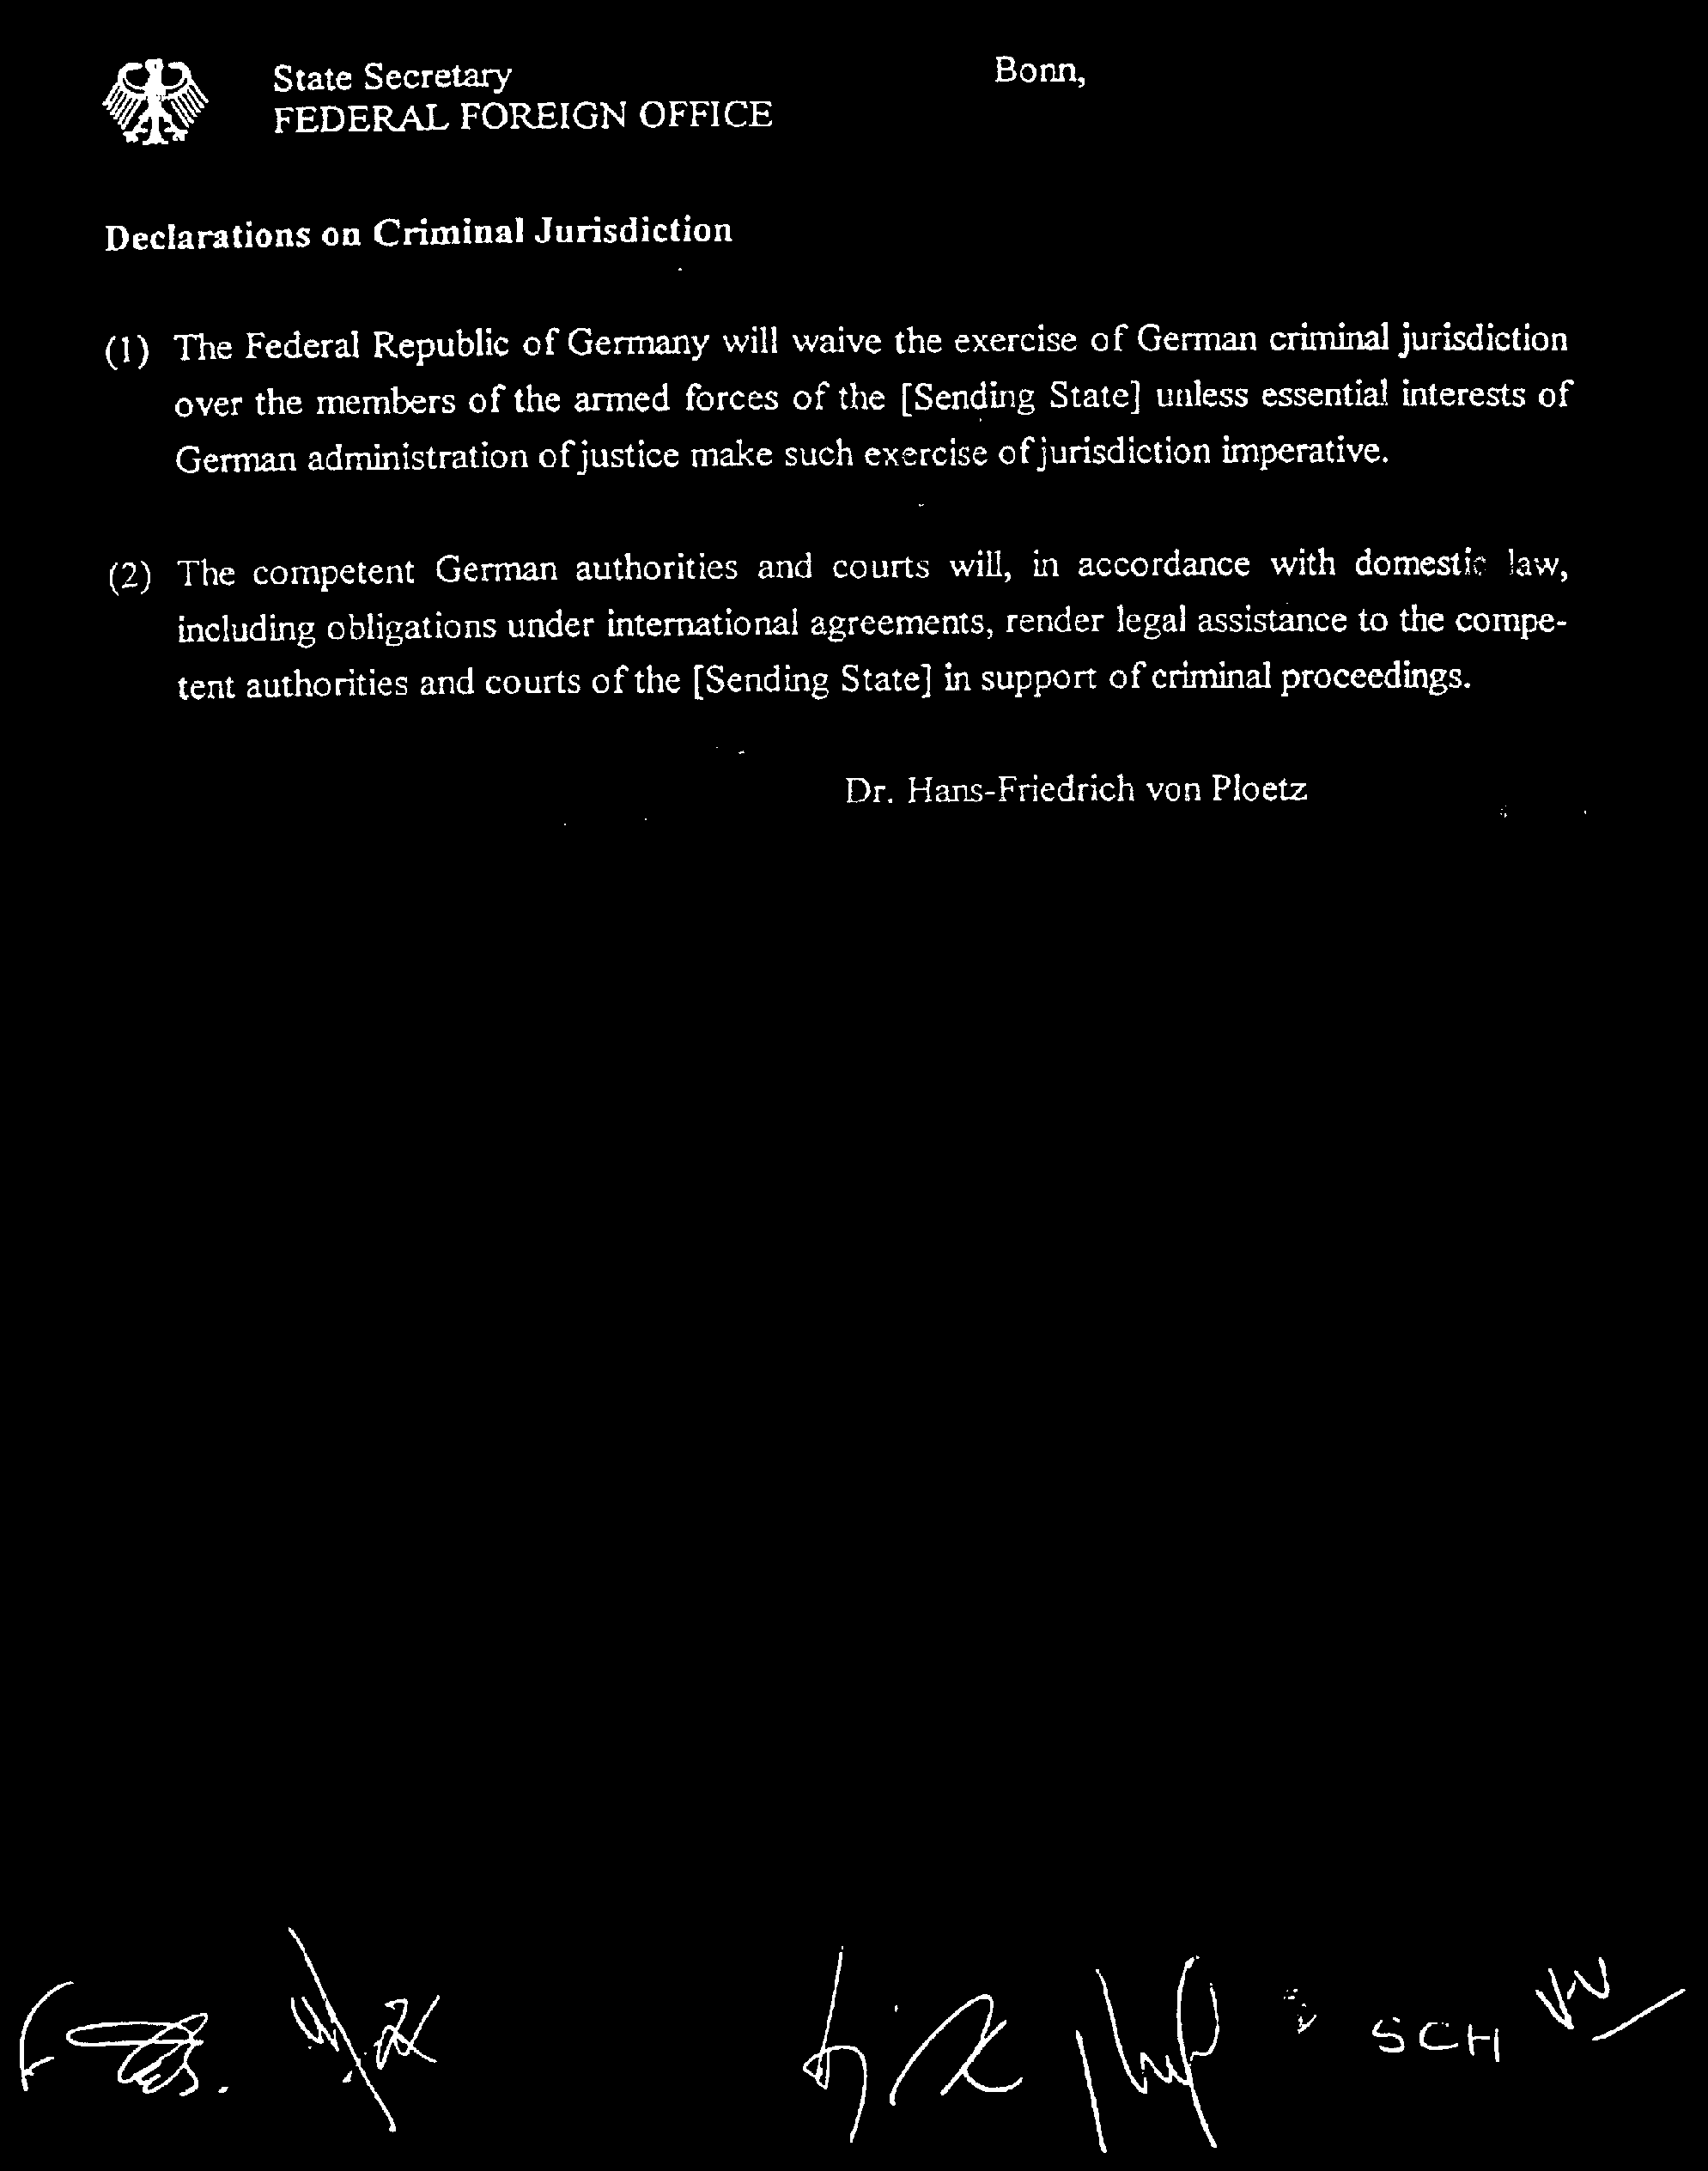 State Secretary
Bonn,
FEDERAL FOREIGN OFFICE
Declarations on Criminal Jurisdiction
(1) The Federal Republic of Germany will waive the exercise of German criminal jurisdiction
over the members of the armed forces of the [Sending State] unless essential interests of
German administration of justice make such exercise of jurisdiction imperative.
(2) The competent German authorities and courts will, in accordance with domestic law,
including obligations under international agreements, render legal assistance to the compe-
tent authorities and courts of the [Sending State] in support of criminal proceedings.
Dr. Hans-Friedrich von Ploetz
SCH